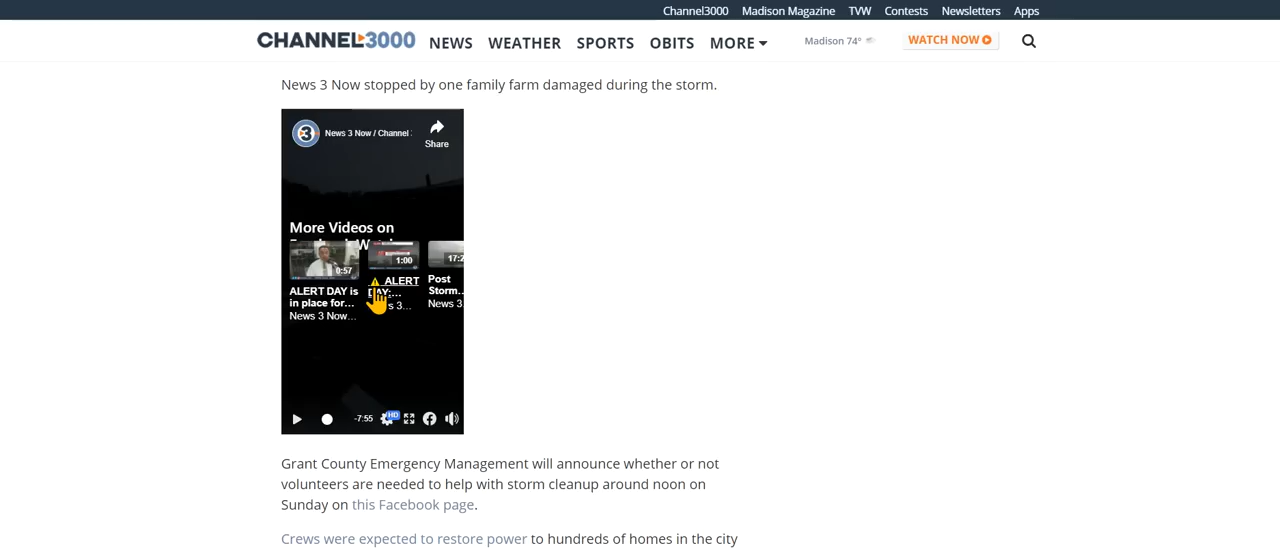 Channel3000 Madison Magazine TVW Contests Newsletters Apps
CHANNEL3000 NEWS WEATHER SPORTS OBITS MORE Madison 74° WATCH NOW
News 3 Now stopped by one family farm damaged during the storm.
3 News 3 Now / Channel
Share
More Videos on
0:57 1:00
ALERT DAY is
in place for...
News 3 Now...
ALERT
DAY:...
s 3...
Post
Storm...
News 3
-7:55 HD
Grant County Emergency Management will announce whether or not
volunteers are needed to help with storm cleanup around noon on
Sunday on this Facebook page.
Crews were expected to restore power to hundreds of homes in the city